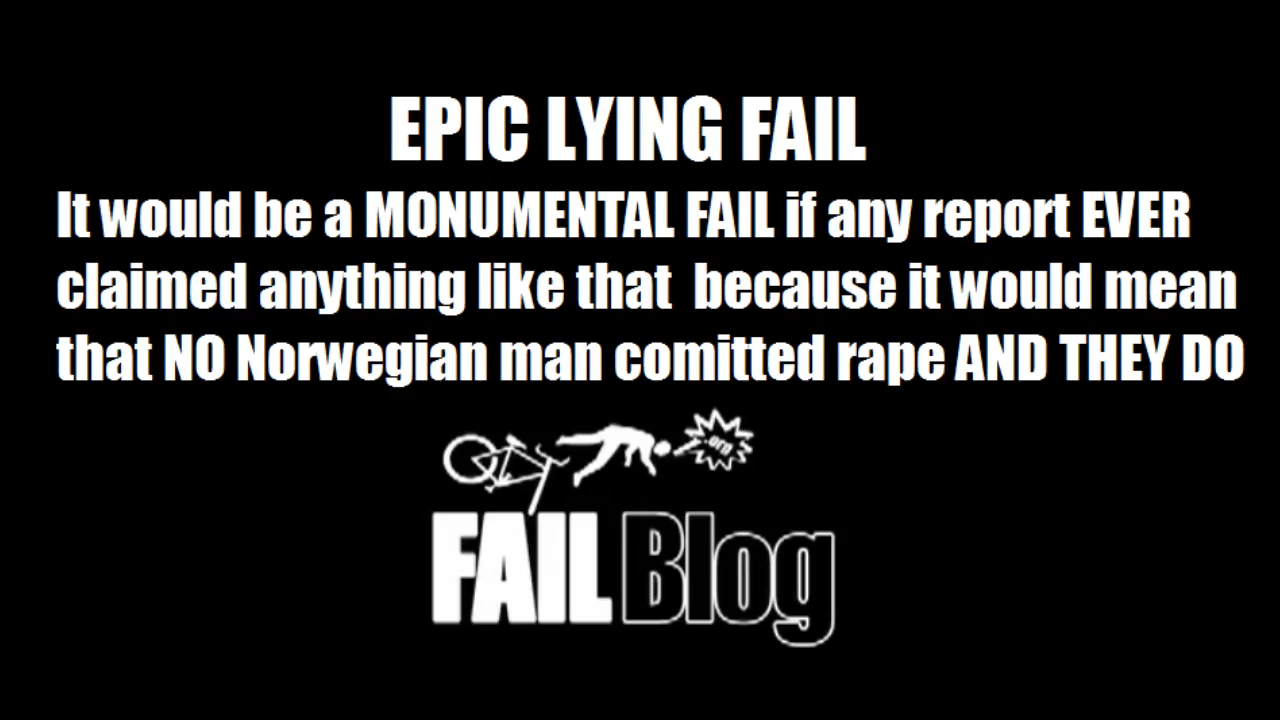 EPIC LYING FAIL
It would be a MONUMENTAL FAIL if any report EVER
claimed anything like that because it would mean
that NO Norwegian man comitted rape AND THEY DO
.org
FAIL Blog